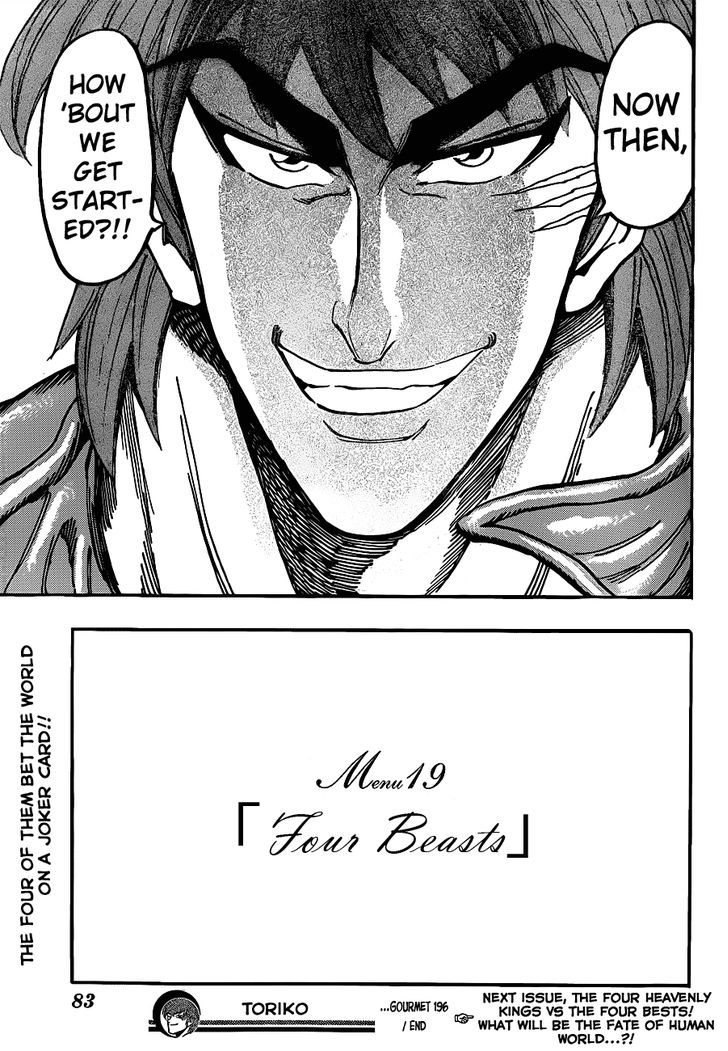 NOW
THEN,
HOW
'BOUT
WE
GET
START-
ED?!!
THE FOUR OF THEM BET THE WORLD
ON A JOKER CARD!!
Menu19
「Four Beasts」
83
TORIKO
...GOURMET 196
/ END
☞ NEXT ISSUE, THE FOUR HEAVENLY
KINGS VS THE FOUR BESTS!
WHAT WILL BE THE FATE OF HUMAN
WORLD...?!